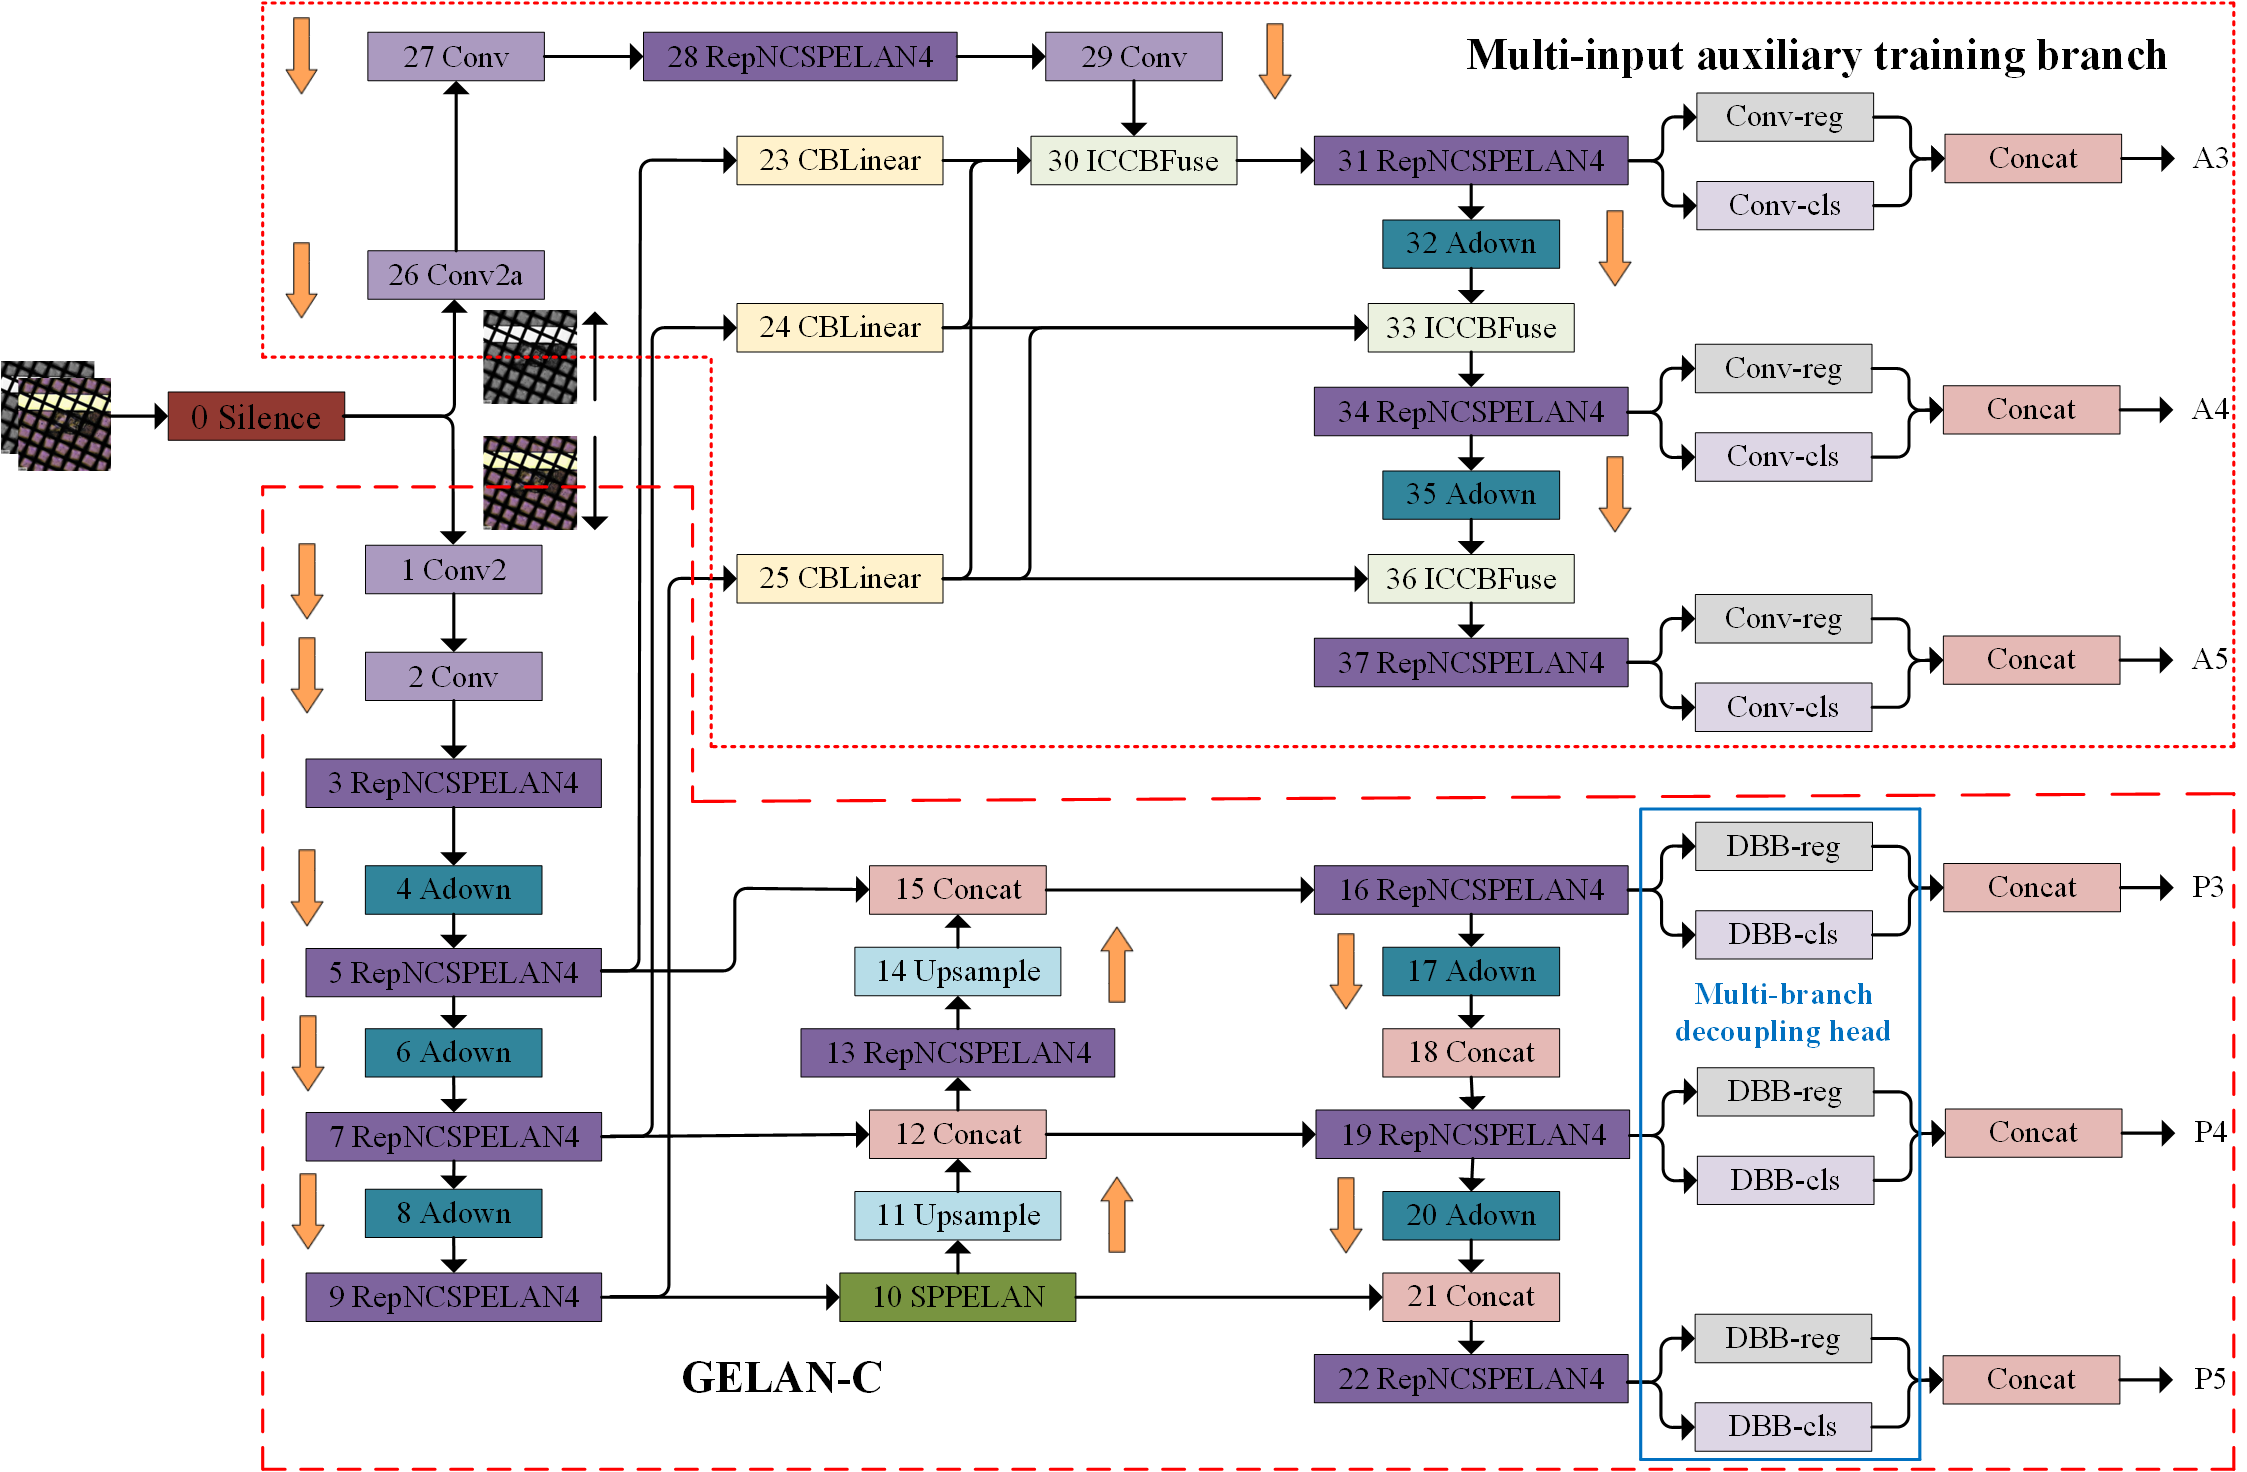 Multi-input auxiliary training branch
27 Conv
28 RepNCSPELAN4
29 Conv
Conv-reg
23 CBLinear
30 ICCBFuse
31 RepNCSPELAN4
Concat
A3
Conv-cls
32 Adown
26 Conv2a
24 CBLinear
33 ICCBFuse
Conv-reg
0 Silence
34 RepNCSPELAN4
Concat
A4
Conv-cls
35 Adown
1 Conv2
25 CBLinear
36 ICCBFuse
Conv-reg
2 Conv
37 RepNCSPELAN4
Concat
A5
Conv-cls
3 RepNCSPELAN4
DBB-reg
4 Adown
15 Concat
16 RepNCSPELAN4
Concat
P3
DBB-cls
5 RepNCSPELAN4
14 Upsample
17 Adown
Multi-branch
decoupling head
6 Adown
13 RepNCSPELAN4
18 Concat
DBB-reg
7 RepNCSPELAN4
12 Concat
19 RepNCSPELAN4
Concat
P4
DBB-cls
8 Adown
11 Upsample
20 Adown
9 RepNCSPELAN4
10 SPPELAN
21 Concat
DBB-reg
GELAN-C
22 RepNCSPELAN4
Concat
P5
DBB-cls